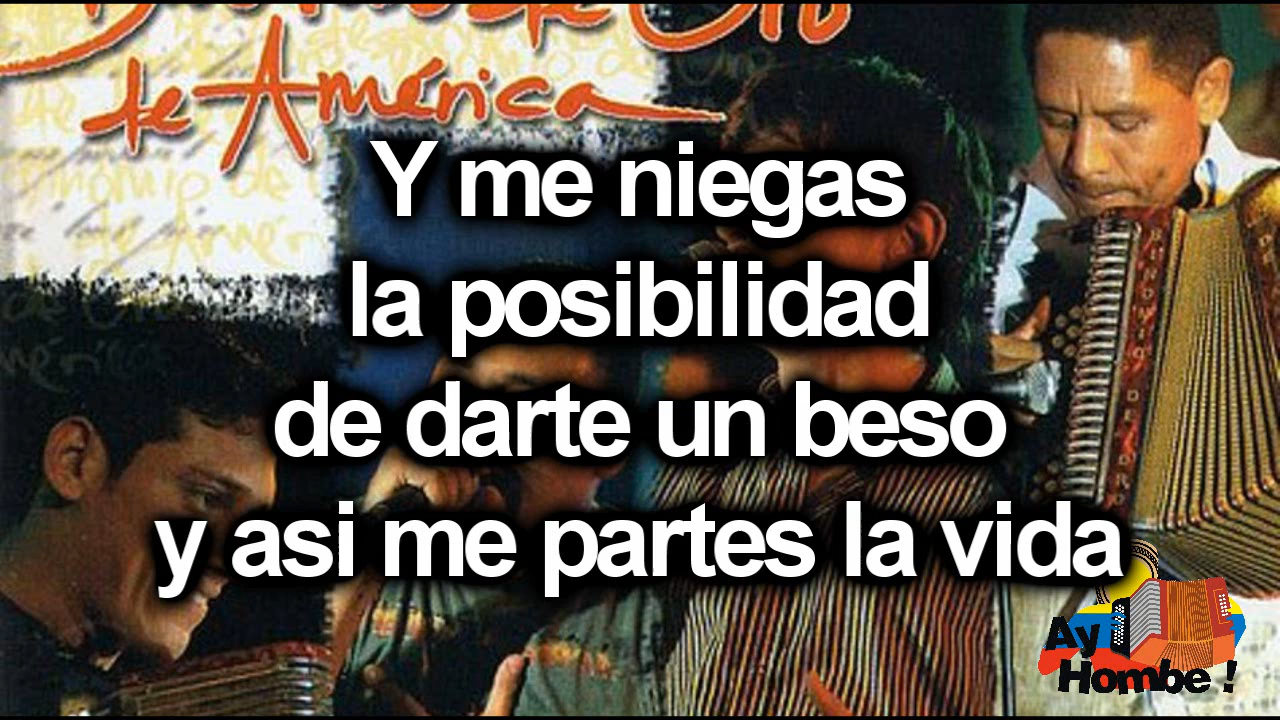 de América
Y me niegas
la posibilidad
de darte un beso
y asi me partes la vida
Ay
Hombe !